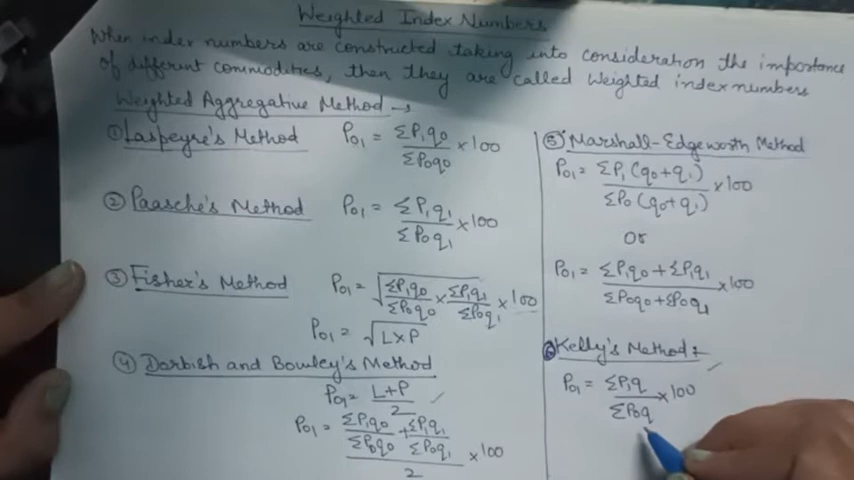 Weighted Index Numbers
When index numbers are constructed taking into consideration the importance
of different commodities, then they are called Weighted index numbers
Weighted Aggregative Method →
① Laspeyre's Method P₀₁ = ΣP₁q₀ / ΣP₀q₀ × 100
② Paasche's Method P₀₁ = ΣP₁q₁ / ΣP₀q₁ × 100
③ Fisher's Method P₀₁ = √(ΣP₁q₀ / ΣP₀q₀ × ΣP₁q₁ / ΣP₀q₁) × 100
P₀₁ = √(L×P)
④ Dorbish and Bowley's Method
P₀₁ = (L+P) / 2
P₀₁ = (ΣP₁q₀ / ΣP₀q₀ + ΣP₁q₁ / ΣP₀q₁) / 2 × 100
⑤ Marshall-Edgeworth Method
P₀₁ = ΣP₁(q₀+q₁) / ΣP₀(q₀+q₁) × 100
Or
P₀₁ = (ΣP₁q₀ + ΣP₁q₁) / (ΣP₀q₀ + ΣP₀q₁) × 100
⑥ Kelly's Method:
P₀₁ = ΣP₁q / ΣP₀q × 100